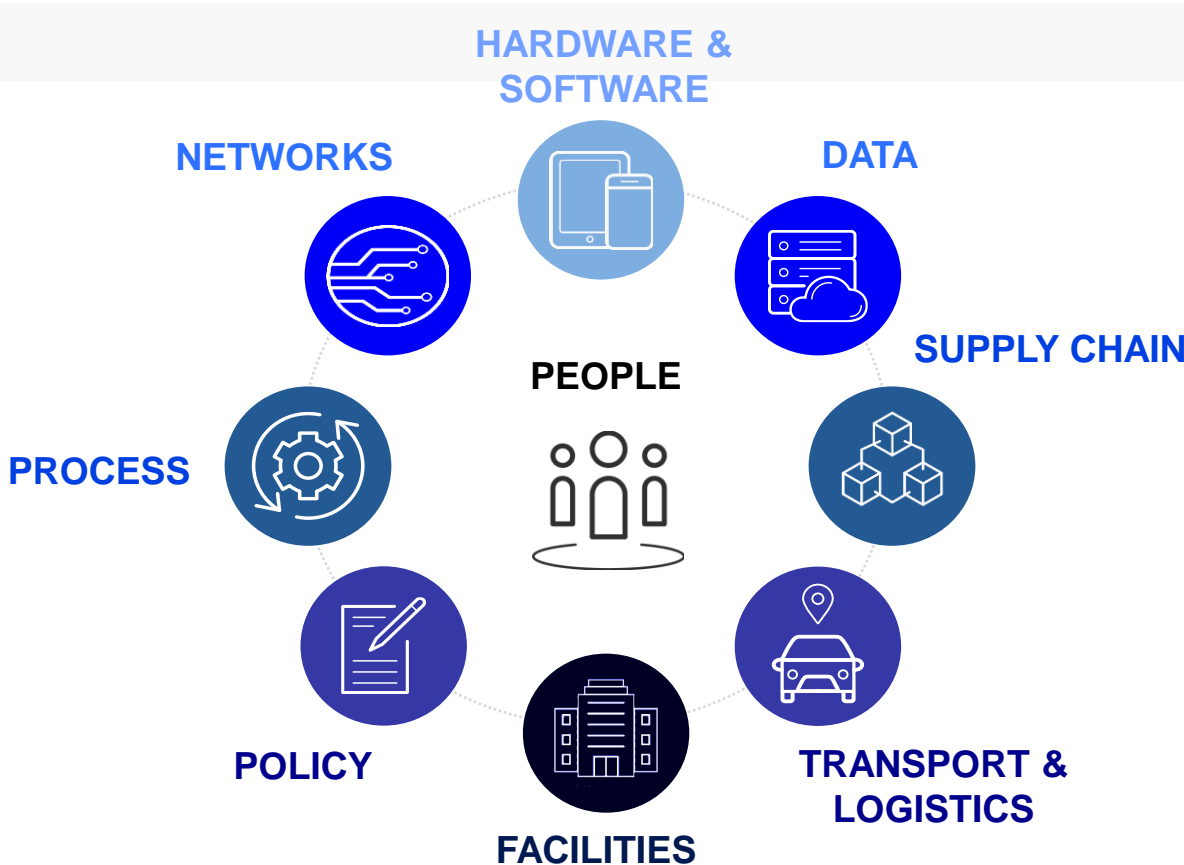 HARDWARE &
SOFTWARE
NETWORKS
DATA
SUPPLY CHAIN
PEOPLE
PROCESS
POLICY
TRANSPORT &
LOGISTICS
FACILITIES